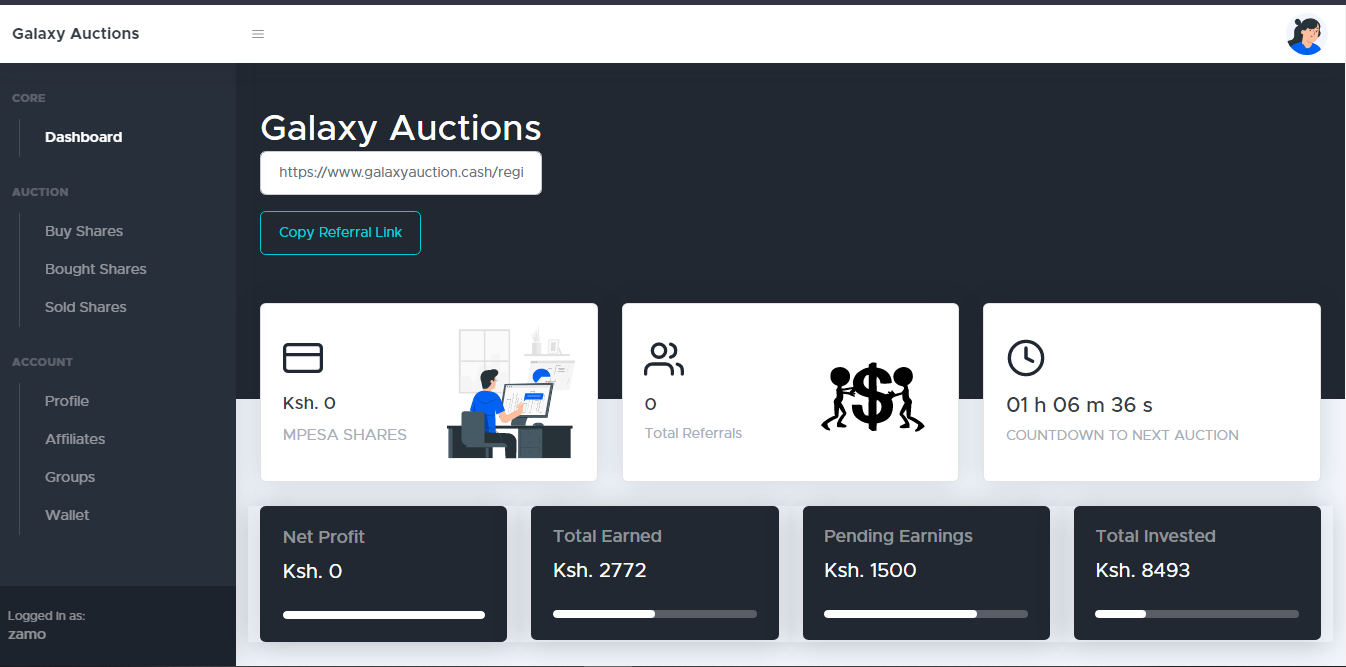 Galaxy Auctions
CORE
Dashboard
AUCTION
Buy Shares
Bought Shares
Sold Shares
ACCOUNT
Profile
Affiliates
Groups
Wallet
Logged In as:
zamo
Galaxy Auctions
https://www.galaxyauction.cash/regi
Copy Referral Link
Ksh. 0
MPESA SHARES
0
Total Referrals
01 h 06 m 36 s
COUNTDOWN TO NEXT AUCTION
Net Profit
Ksh. 0
Total Earned
Ksh. 2772
Pending Earnings
Ksh. 1500
Total Invested
Ksh. 8493